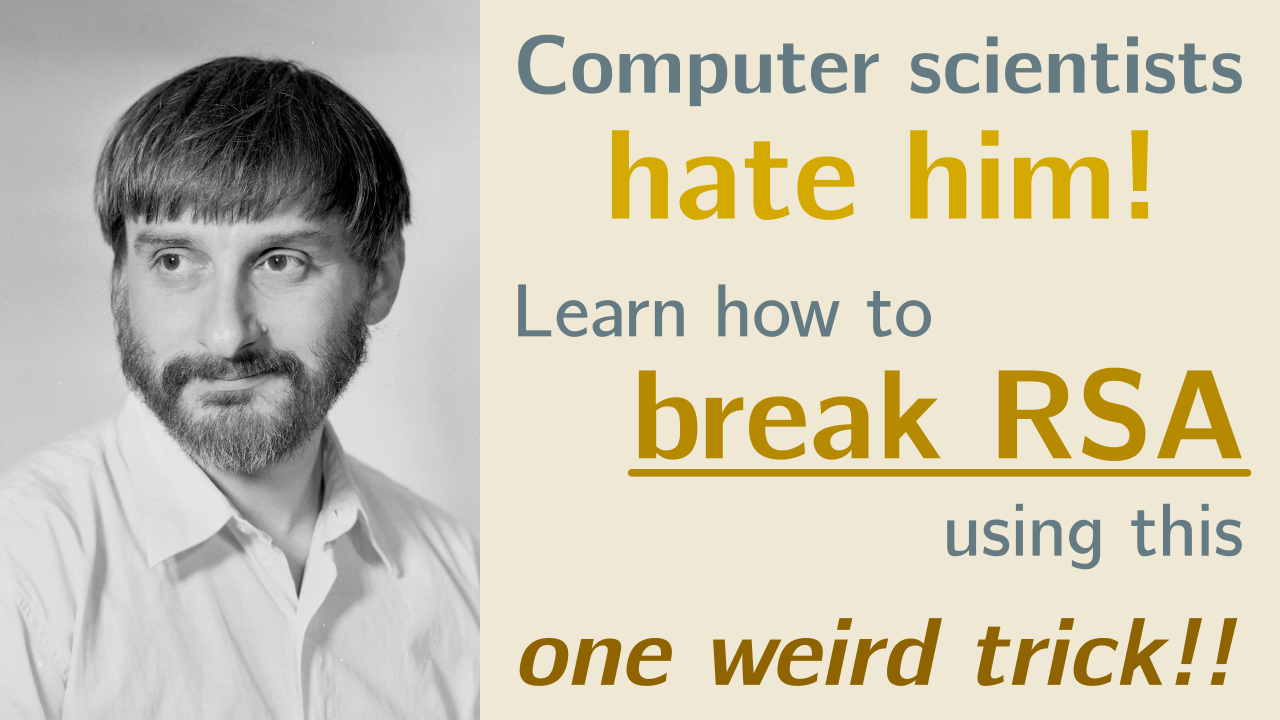 Computer scientists
hate him!
Learn how to
break RSA
using this
one weird trick!!